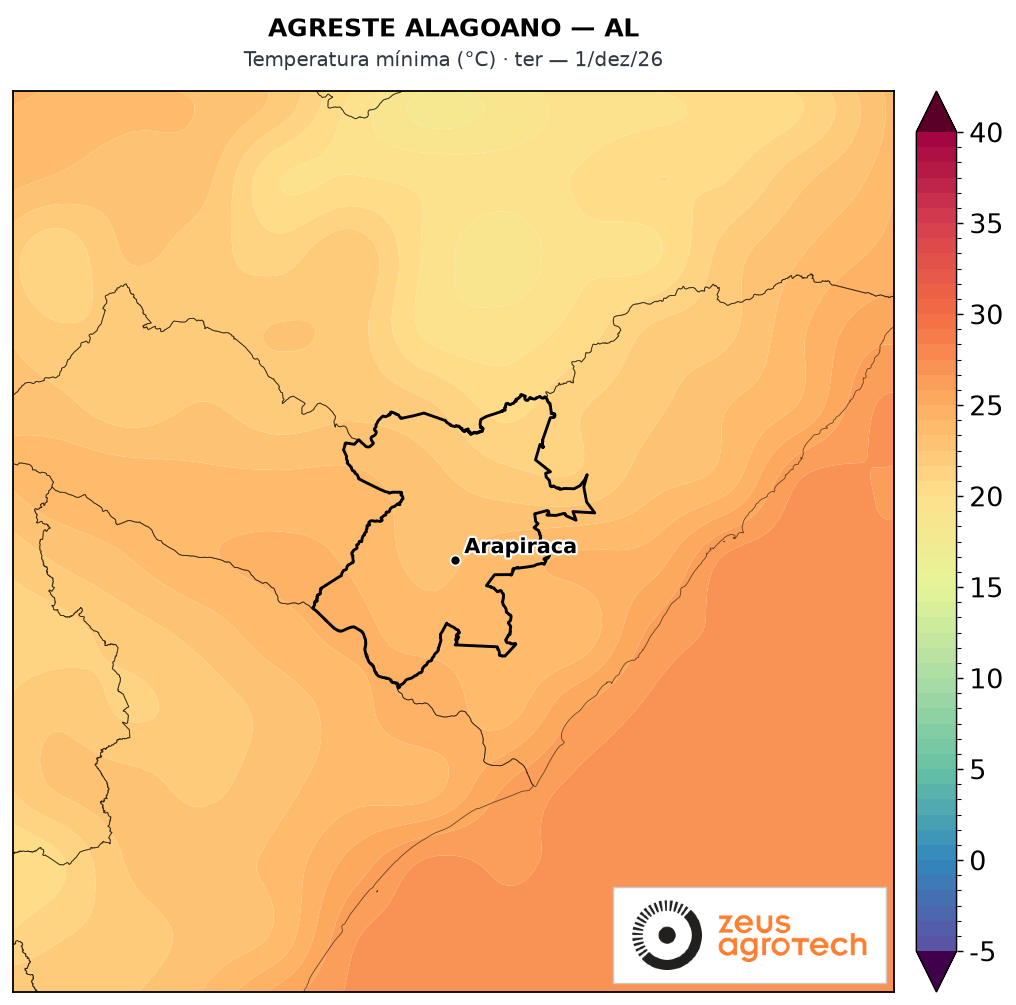 AGRESTE ALAGOANO — AL
Temperatura mínima (°C) · ter — 1/dez/26
40
35
30
25
20
15
10
5
0
-5
Arapiraca
zeus
agrotech